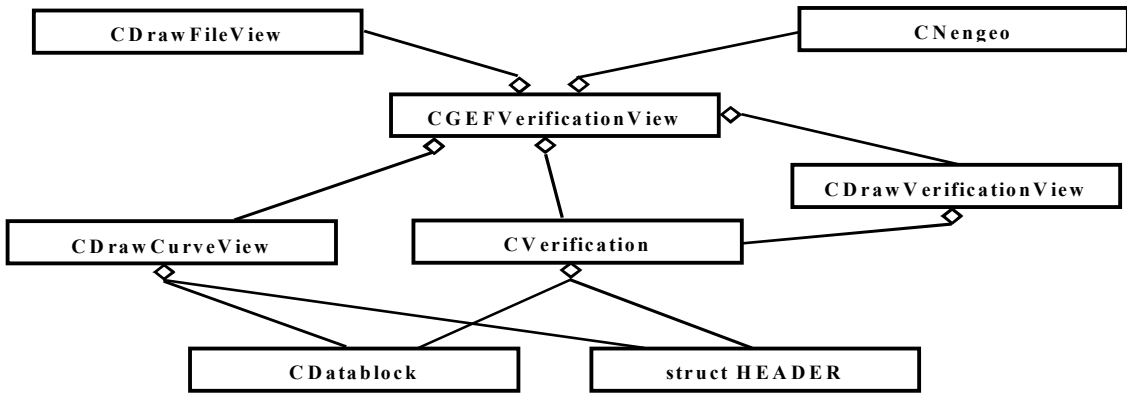 CDrawFileView
CNengeo
CGEFVerificationView
CDrawVerificationView
CDrawCurveView
CVerification
CDatablock
struct HEADER